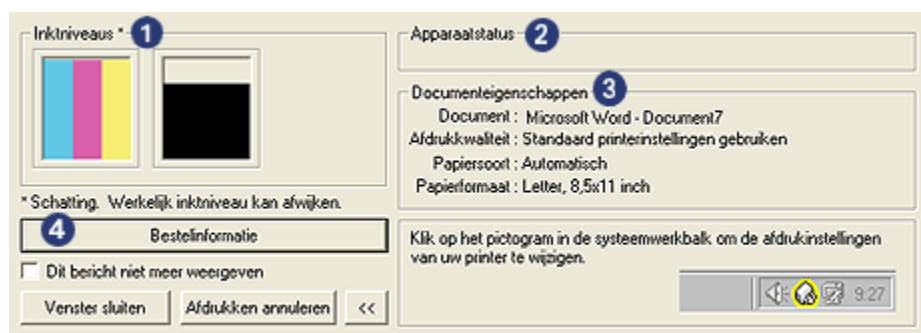 Inktniveaus * 1
* Schatting. Werkelijk inktniveau kan afwijken.
4 Bestelinformatie
Dit bericht niet meer weergeven
Venster sluiten Afdrukken annuleren <<
Apparaatstatus 2
Documenteigenschappen 3
Document : Microsoft Word - Document7
Afdrukkwaliteit : Standaard printerinstellingen gebruiken
Papiersoort : Automatisch
Papierformaat : Letter, 8,5x11 inch
Klik op het pictogram in de systeemwerkbalk om de afdrukinstellingen
van uw printer te wijzigen.
9:27